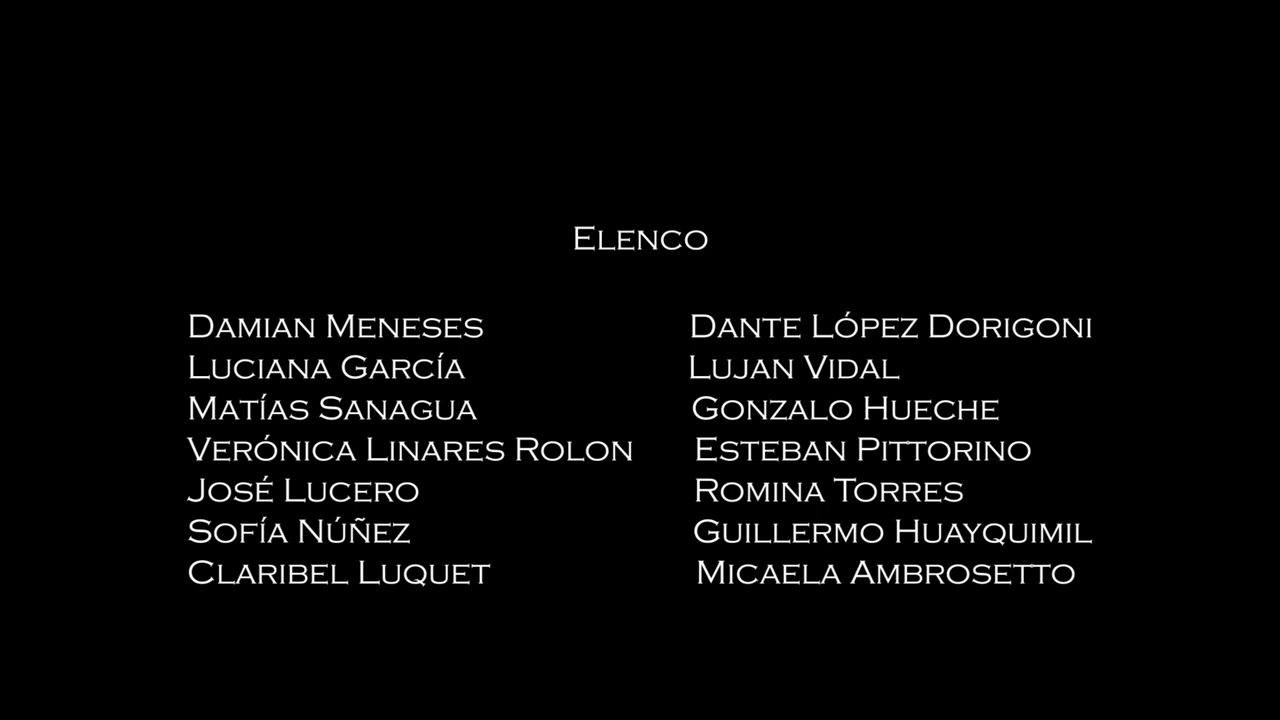 Elenco
Damian Meneses Dante López Dorigoni
Luciana García Lujan Vidal
Matías Sanagua Gonzalo Hueche
Verónica Linares Rolon Esteban Pittorino
José Lucero Romina Torres
Sofía Núñez Guillermo Huayquimil
Claribel Luquet Micaela Ambrosetto